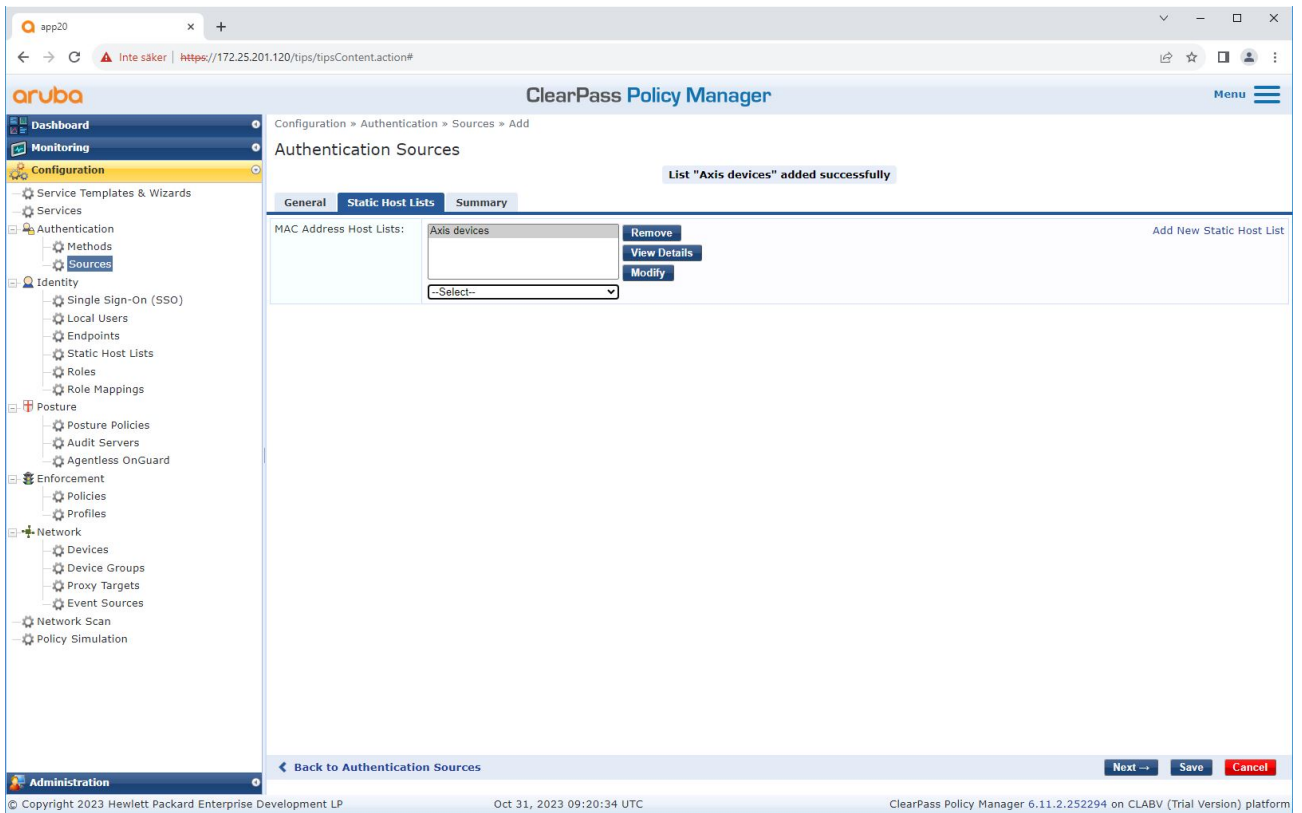 app20
Inte säker | https://172.25.201.120/tips/tipsContent.action#
aruba
ClearPass Policy Manager
Menu
Dashboard
Monitoring
Configuration
Service Templates & Wizards
Services
Authentication
Methods
Sources
Identity
Single Sign-On (SSO)
Local Users
Endpoints
Static Host Lists
Roles
Role Mappings
Posture
Posture Policies
Audit Servers
Agentless OnGuard
Enforcement
Policies
Profiles
Network
Devices
Device Groups
Proxy Targets
Event Sources
Network Scan
Policy Simulation
Administration
Configuration » Authentication » Sources » Add
Authentication Sources
List "Axis devices" added successfully
General Static Host Lists Summary
MAC Address Host Lists:
Axis devices
--Select--
Remove
View Details
Modify
Add New Static Host List
Back to Authentication Sources
Next → Save Cancel
© Copyright 2023 Hewlett Packard Enterprise Development LP
Oct 31, 2023 09:20:34 UTC
ClearPass Policy Manager 6.11.2.252294 on CLABV (Trial Version) platform